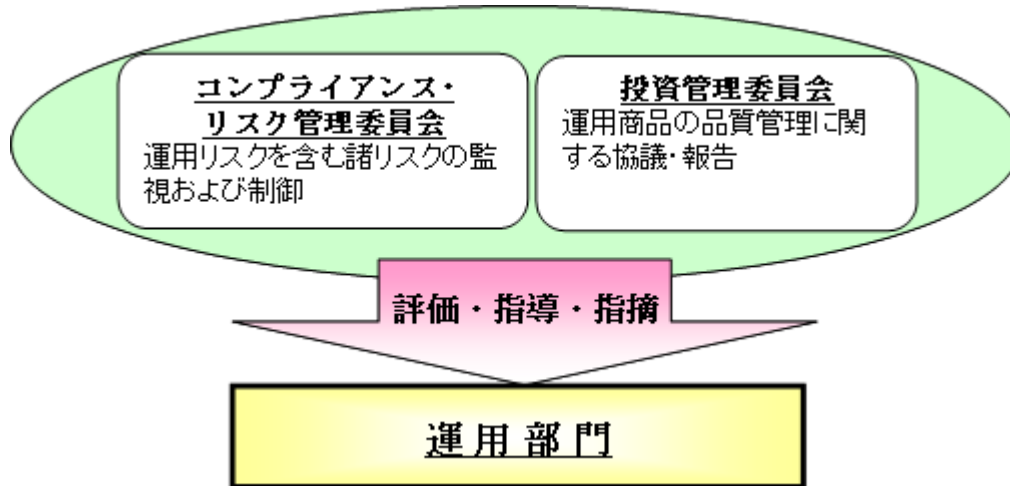 コンプライアンス・
リスク管理委員会
運用リスクを含む諸リスクの監
視および制御
投資管理委員会
運用商品の品質管理に関
する協議・報告
評価・指導・指摘
運用部門